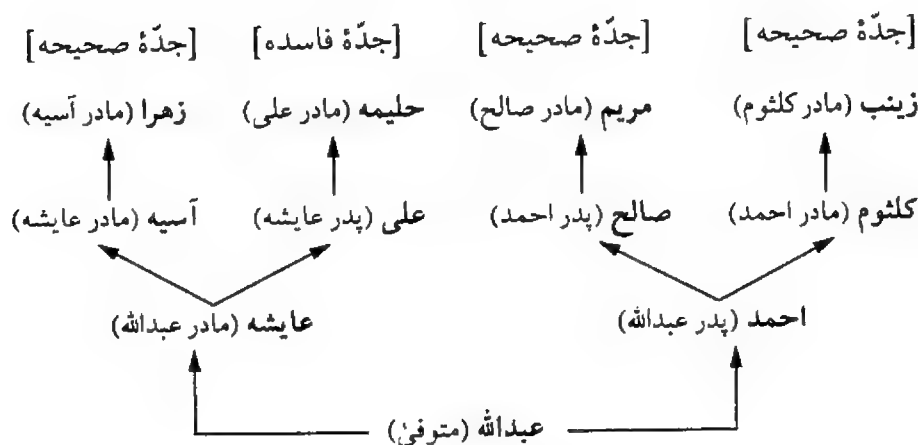 [جدّۀ صحیحه] [جدّۀ صحیحه] [جدّۀ فاسده] [جدّۀ صحیحه]
زینب (مادر کلثوم) مریم (مادر صالح) حلیمه (مادر علی) زهرا (مادر آسیه)
کلثوم (مادر احمد) صالح (پدر احمد) علی (پدر عایشه) آسیه (مادر عایشه)
احمد (پدر عبدالله) عایشه (مادر عبدالله)
عبدالله (متوفیٰ)